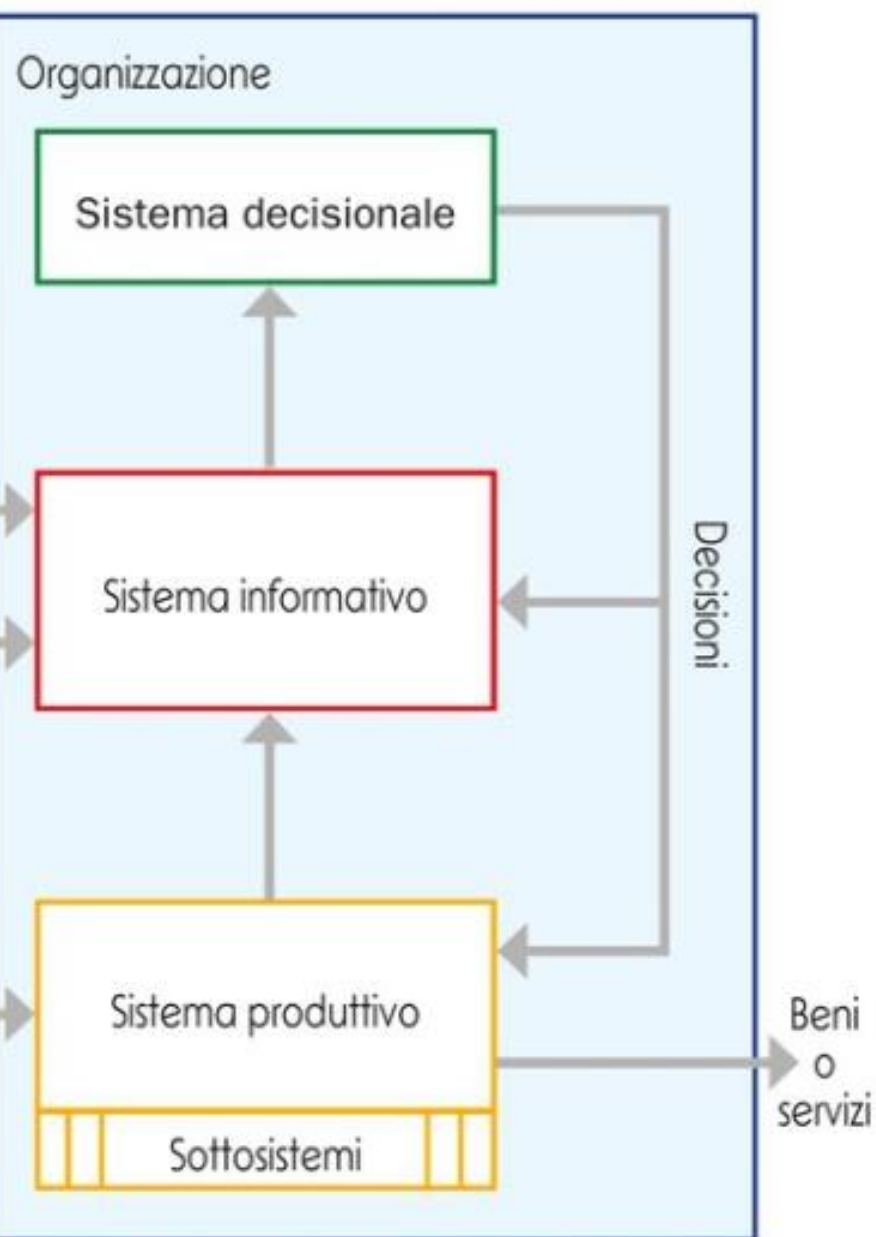 Organizzazione
Sistema decisionale
Sistema informativo
Decisioni
Sistema produttivo
Beni
o
servizi
Sottosistemi